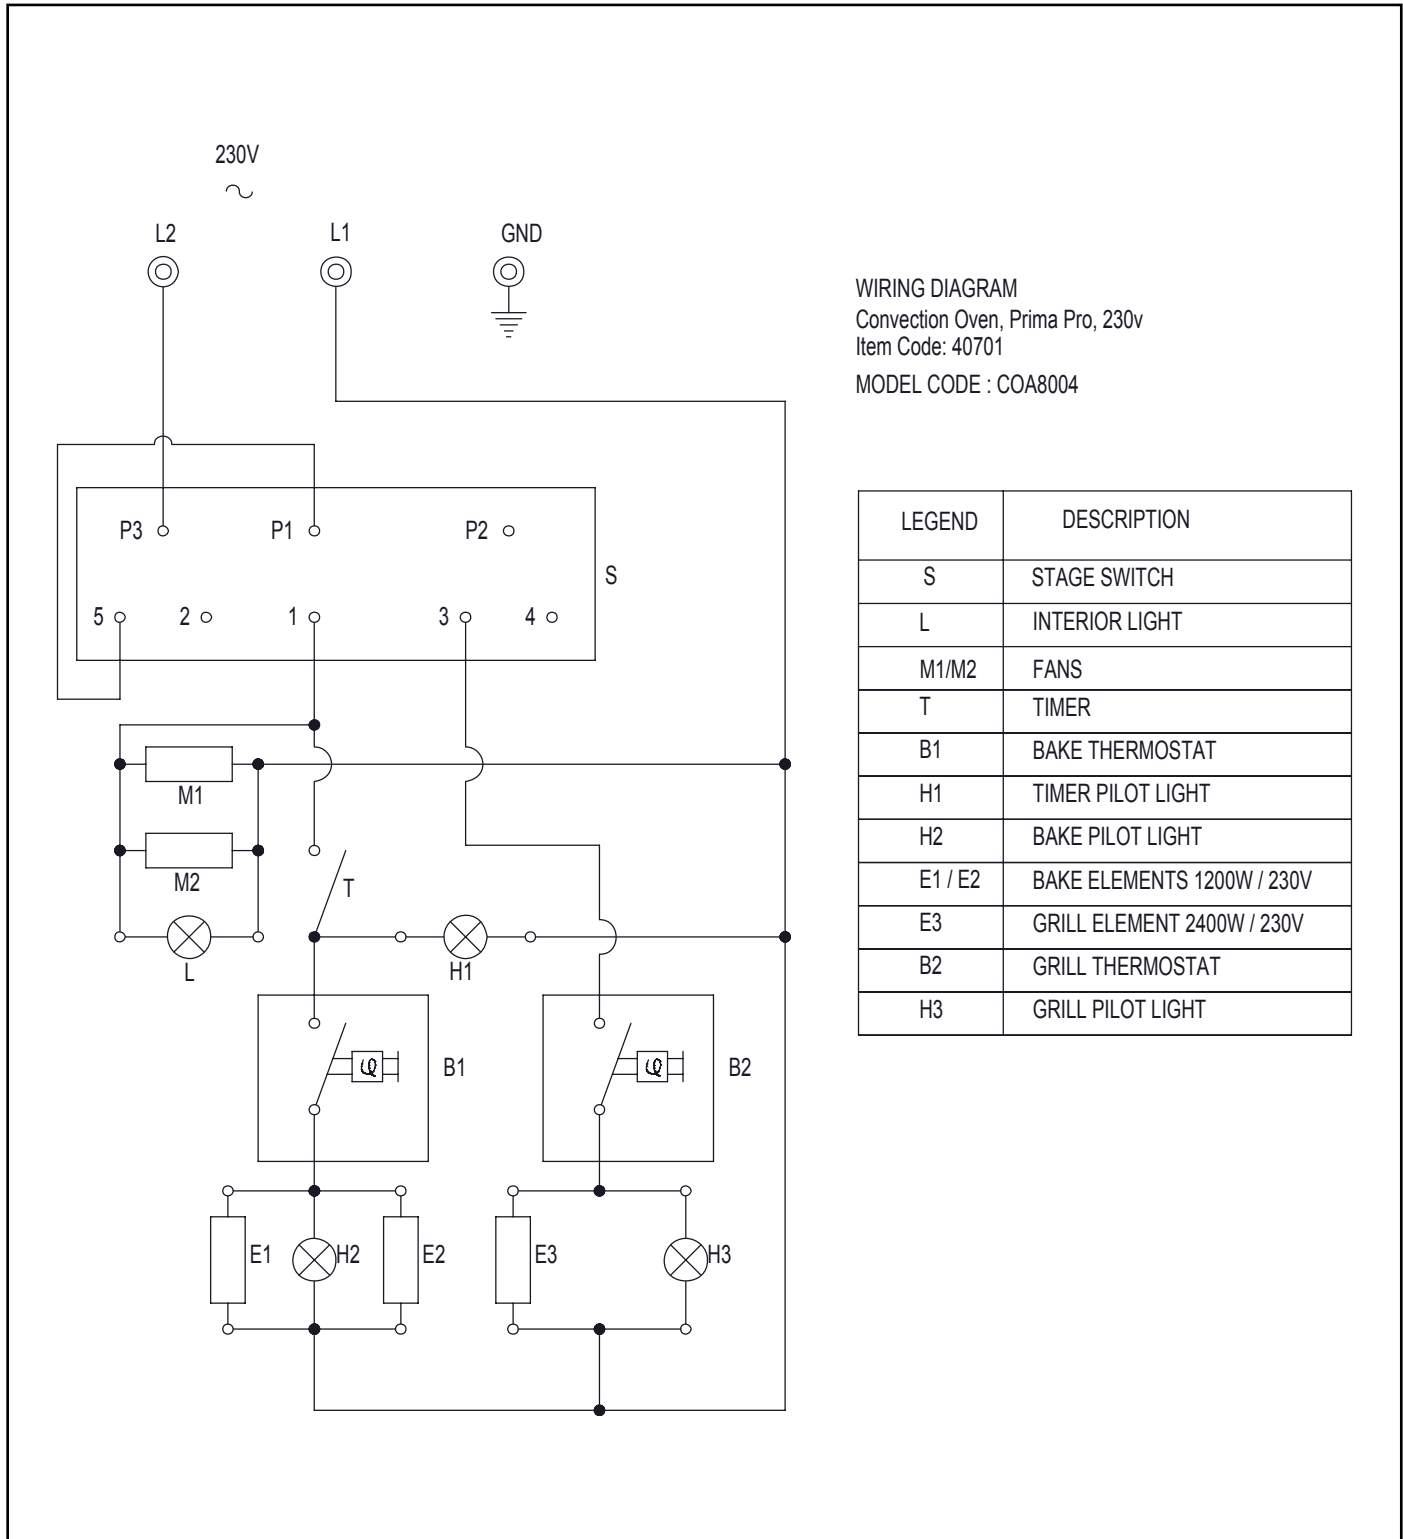 230V
L2 L1 GND
WIRING DIAGRAM
Convection Oven, Prima Pro, 230v
Item Code: 40701
MODEL CODE : COA8004
P3 P1 P2
S
5 2 1 3 4
M1
M2
T
L
H1
B1
B2
E1 H2 E2 E3 H3
LEGEND DESCRIPTION
S STAGE SWITCH
L INTERIOR LIGHT
M1/M2 FANS
T TIMER
B1 BAKE THERMOSTAT
H1 TIMER PILOT LIGHT
H2 BAKE PILOT LIGHT
E1 / E2 BAKE ELEMENTS 1200W / 230V
E3 GRILL ELEMENT 2400W / 230V
B2 GRILL THERMOSTAT
H3 GRILL PILOT LIGHT